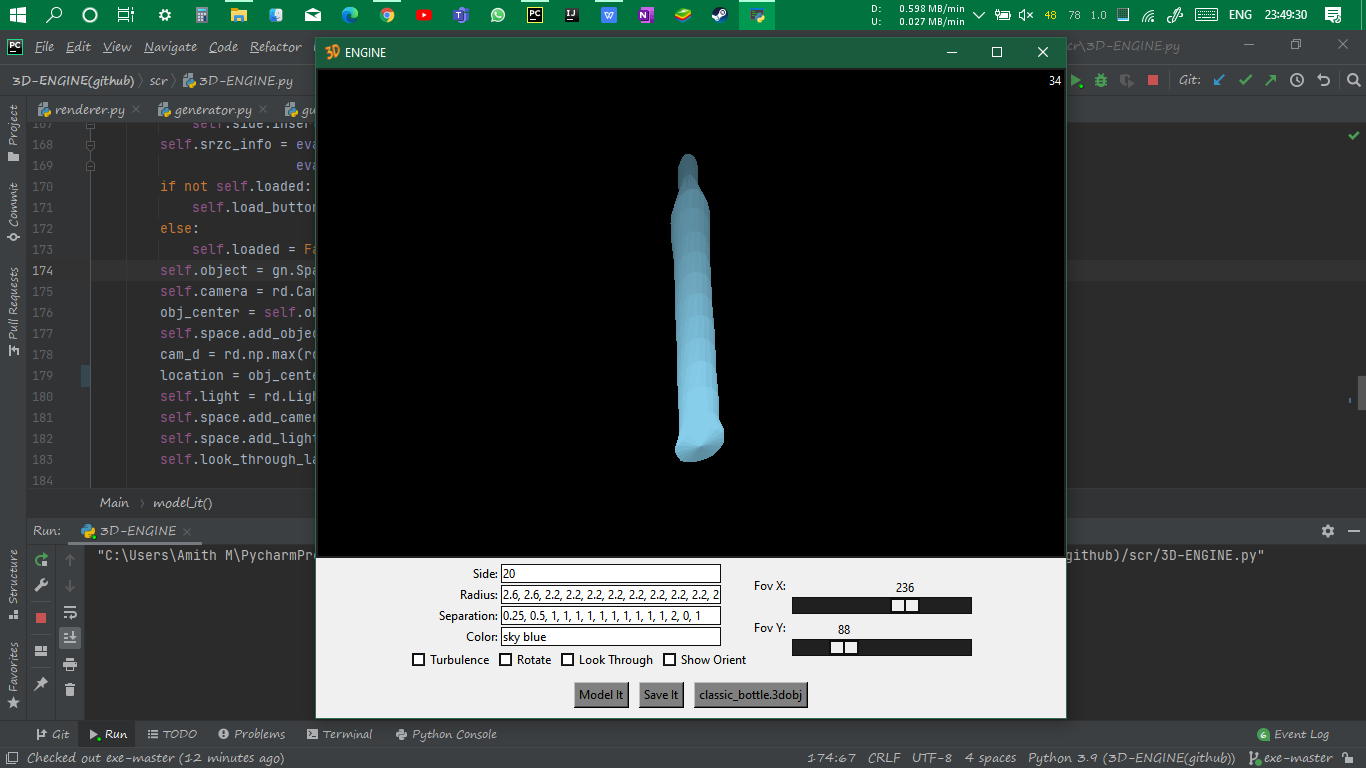 D: 0.598 MB/min
U: 0.027 MB/min
48 78 1.0 ENG 23:49:30
PC File Edit View Navigate Code Refactor
3D ENGINE
cr\3D-ENGINE.py
3D-ENGINE(github) scr 3D-ENGINE.py
34
Git:
renderer.py generator.py gu
167 self.side.inser
168 self.srzc_info = eva
169 eva
170 if not self.loaded:
171 self.load_button
172 else:
173 self.loaded = Fa
174 self.object = gn.Spa
175 self.camera = rd.Cam
176 obj_center = self.ob
177 self.space.add_objec
178 cam_d = rd.np.max(rd
179 location = obj_cente
180 self.light = rd.Ligh
181 self.space.add_camer
182 self.space.add_light
183 self.look_through_la
184
Project
Commit
Pull Requests
Structure
Favorites
Main model_it()
Run: 3D-ENGINE
"C:\Users\Amith M\PycharmPr
github)/scr/3D-ENGINE.py"
Side: 20
Radius: 2.6, 2.6, 2.2, 2.2, 2.2, 2.2, 2.2, 2.2, 2.2, 2.2, 2
Separation: 0.25, 0.5, 1, 1, 1, 1, 1, 1, 1, 1, 1, 2, 0, 1
Color: sky blue
Fov X: 236
Fov Y: 88
Turbulence Rotate Look Through Show Orient
Model It Save It classic_bottle.3dobj
Git Run TODO Problems Terminal Python Console 6 Event Log
Checked out exe-master (12 minutes ago) 174:67 CRLF UTF-8 4 spaces Python 3.9 (3D-ENGINE(github)) exe-master